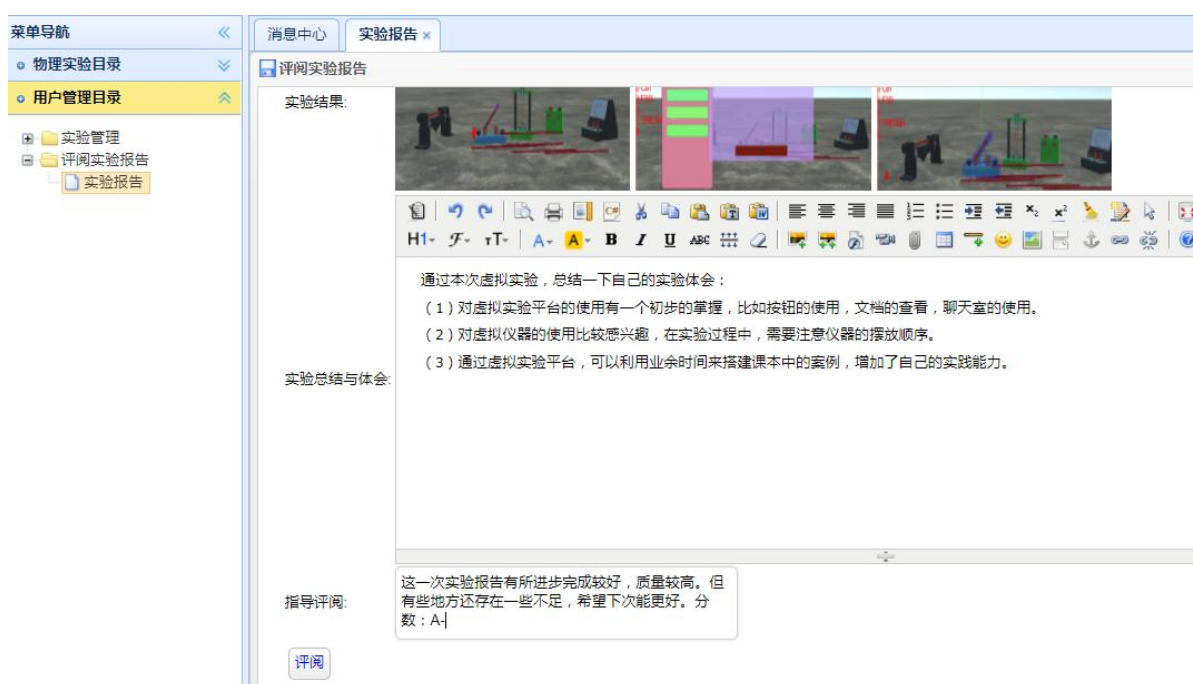 菜单导航
消息中心
实验报告
物理实验目录
评阅实验报告
用户管理目录
实验结果:
实验管理
评阅实验报告
实验报告
H1 F TT A A B I U ABC
通过本次虚拟实验，总结一下自己的实验体会：
（1）对虚拟实验平台的使用有一个初步的掌握，比如按钮的使用，文档的查看，聊天室的使用。
（2）对虚拟仪器的使用比较感兴趣，在实验过程中，需要注意仪器的摆放顺序。
（3）通过虚拟实验平台，可以利用业余时间来搭建课本中的案例，增加了自己的实践能力。
实验总结与体会:
这一次实验报告有所进步完成较好，质量较高。但
有些地方还存在一些不足，希望下次能更好。分
数：A-
指导评阅:
评阅